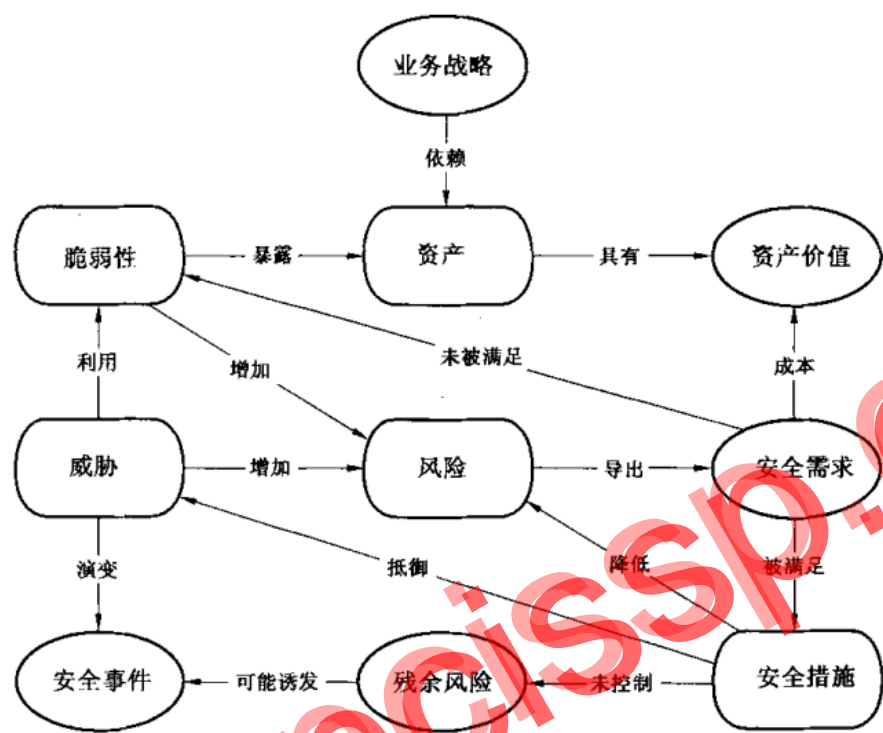 业务战略
依赖
脆弱性 暴露 资产 具有 资产价值
利用 增加 未被满足 成本
威胁 增加 风险 导出 安全需求
演变 抵御 降低 被满足
安全事件 可能诱发 残余风险 未控制 安全措施
cissp.